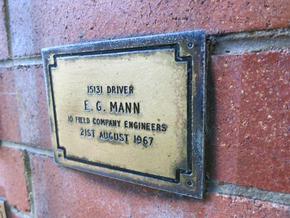 15131 DRIVER
E. G. MANN
10 FIELD COMPANY ENGINEERS
21ST AUGUST 1967